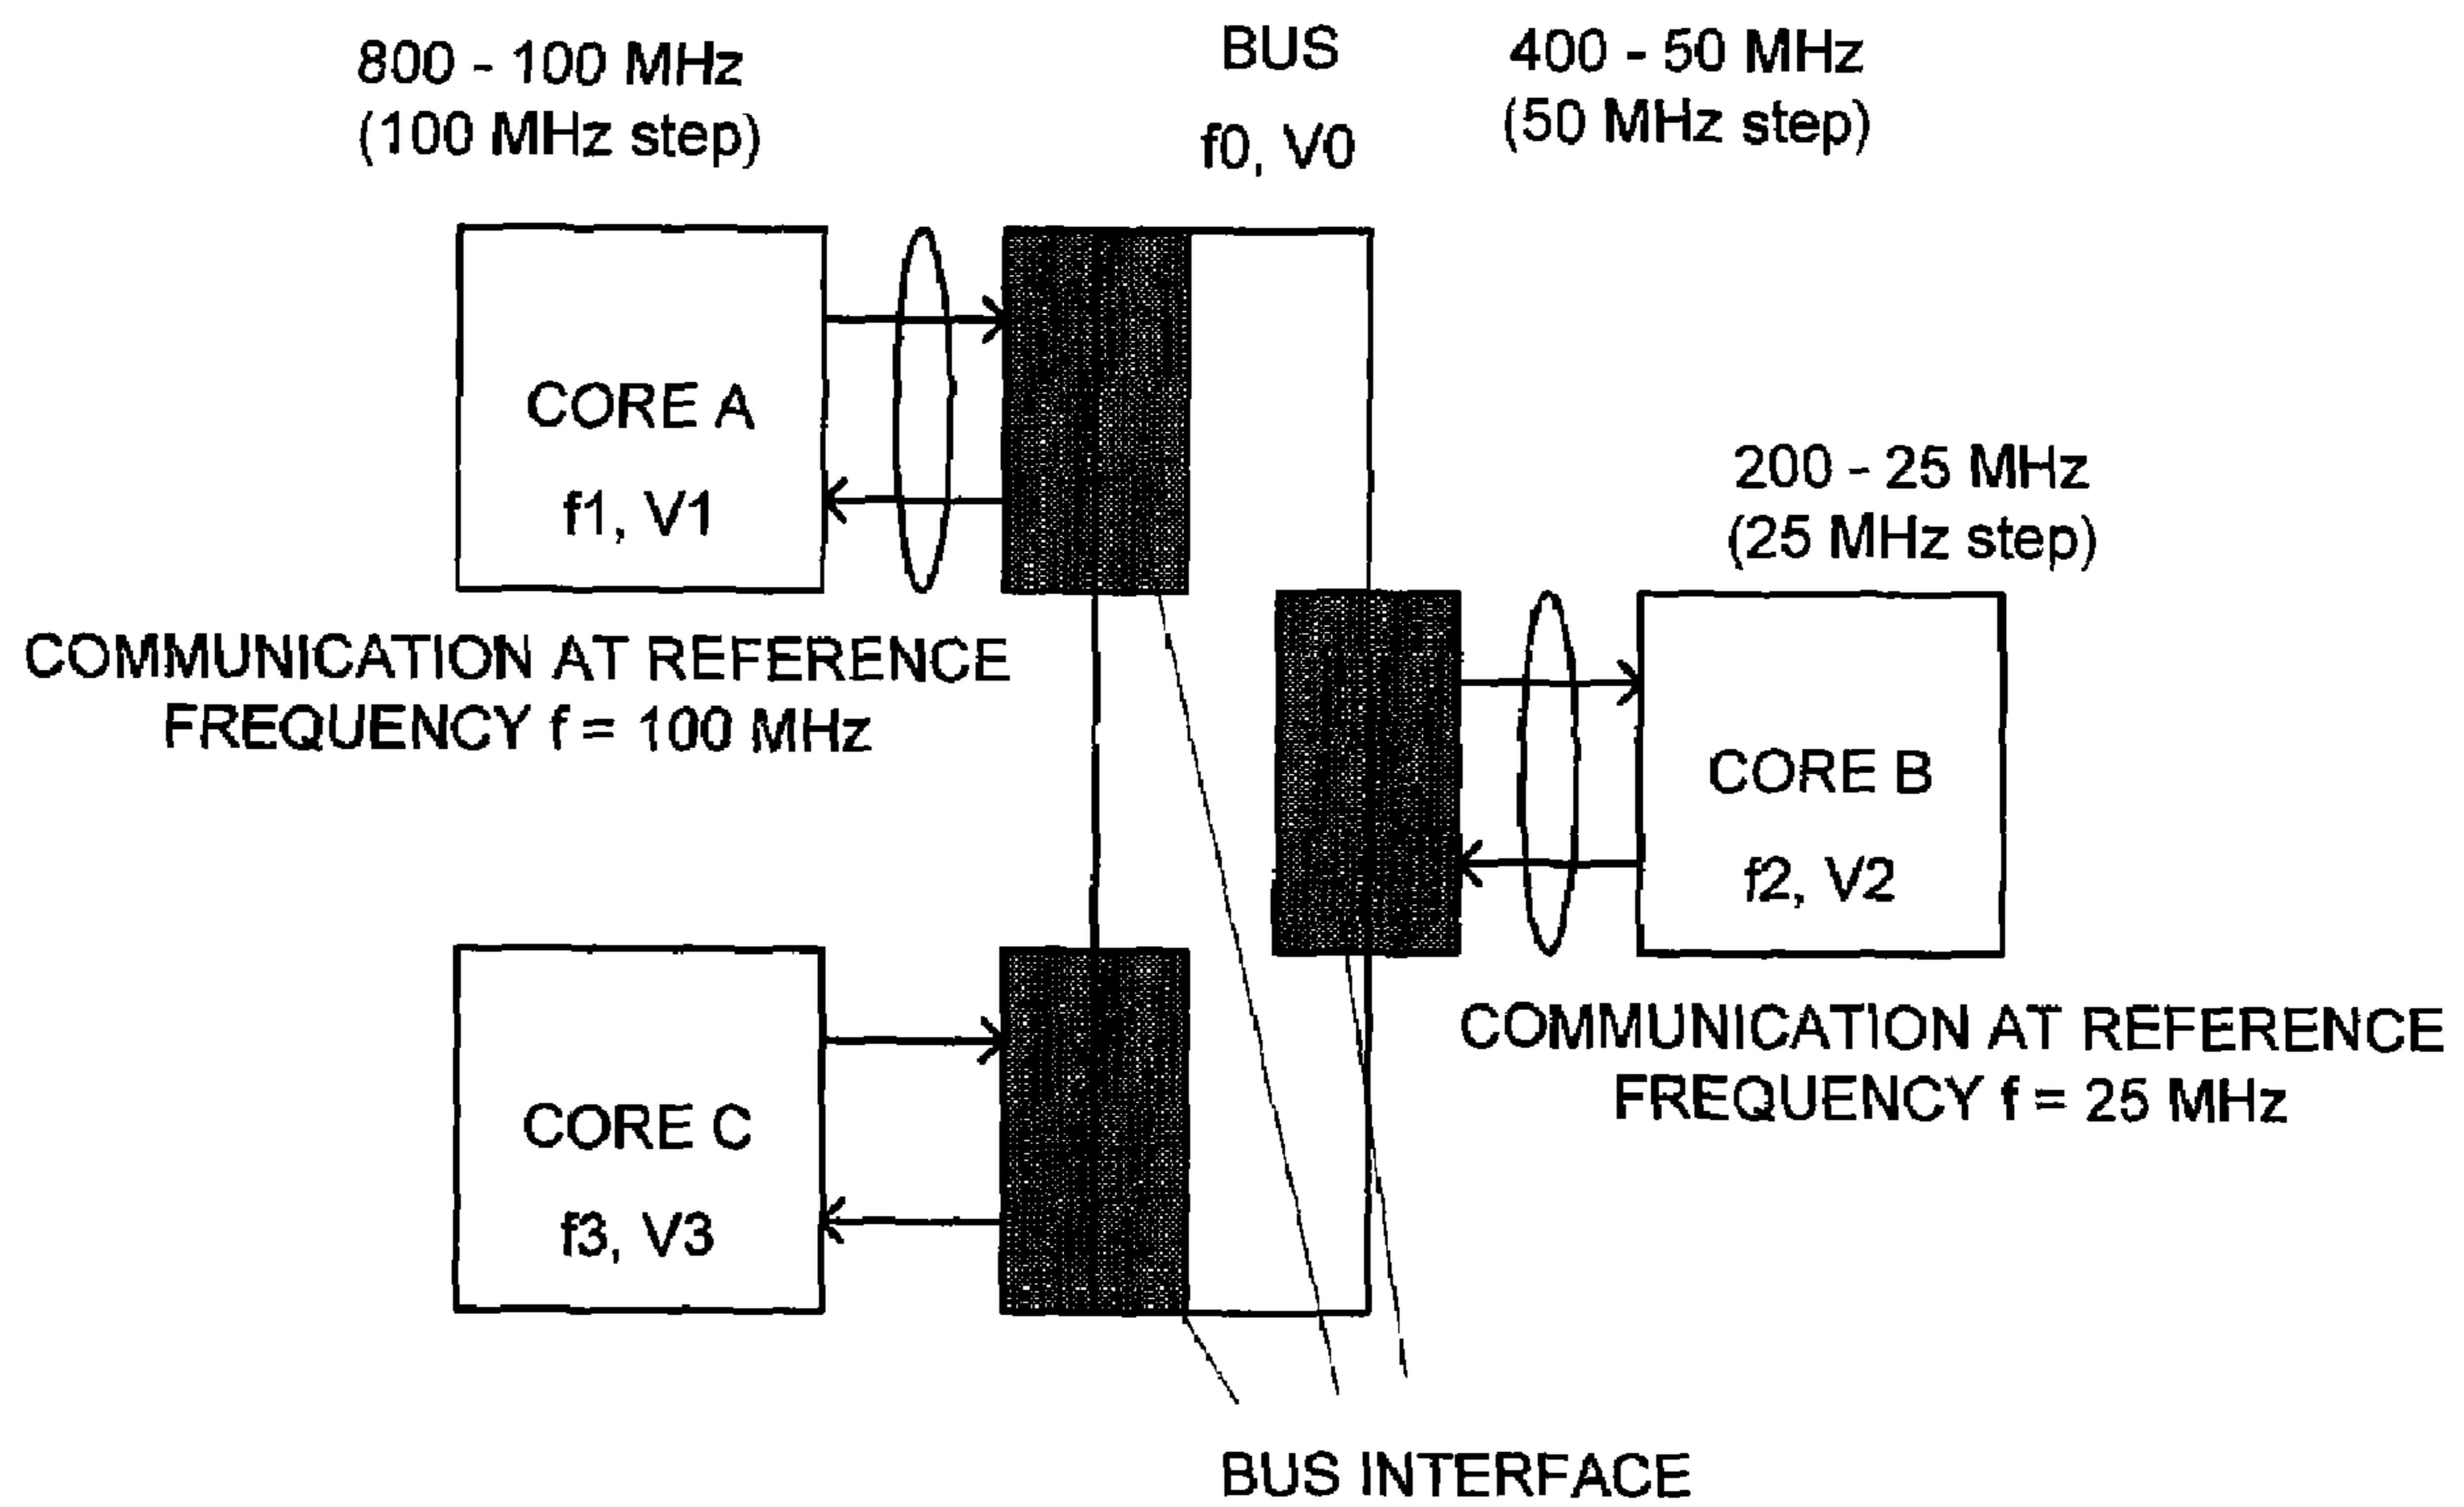 800 - 100 MHz
(100 MHz step)
BUS
f0, V0
400 - 50 MHz
(50 MHz step)
CORE A
f1, V1
200 - 25 MHz
(25 MHz step)
COMMUNICATION AT REFERENCE
FREQUENCY f = 100 MHz
CORE B
f2, V2
COMMUNICATION AT REFERENCE
FREQUENCY f = 25 MHz
CORE C
f3, V3
BUS INTERFACE